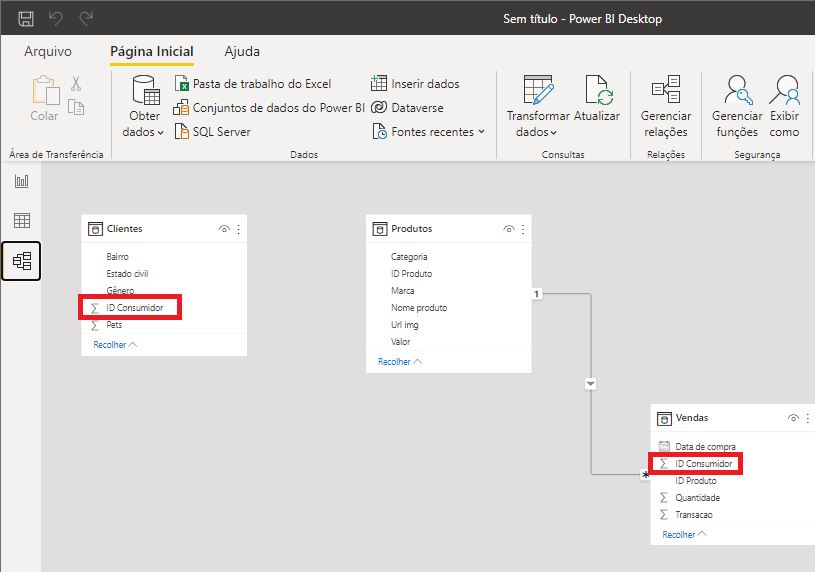 Sem título - Power BI Desktop
Arquivo
Página Inicial
Ajuda
Colar
Área de Transferência
Obter dados
Pasta de trabalho do Excel
Conjuntos de dados do Power BI
SQL Server
Inserir dados
Dataverse
Fontes recentes
Dados
Transformar dados
Atualizar
Consultas
Gerenciar relações
Relações
Gerenciar funções
Exibir como
Segurança
Clientes
Bairro
Estado civil
Gênero
∑ ID Consumidor
∑ Pets
Recolher
Produtos
Categoria
ID Produto
Marca
Nome produto
Url img
Valor
Recolher
1
*
Vendas
Data de compra
∑ ID Consumidor
ID Produto
∑ Quantidade
∑ Transacao
Recolher